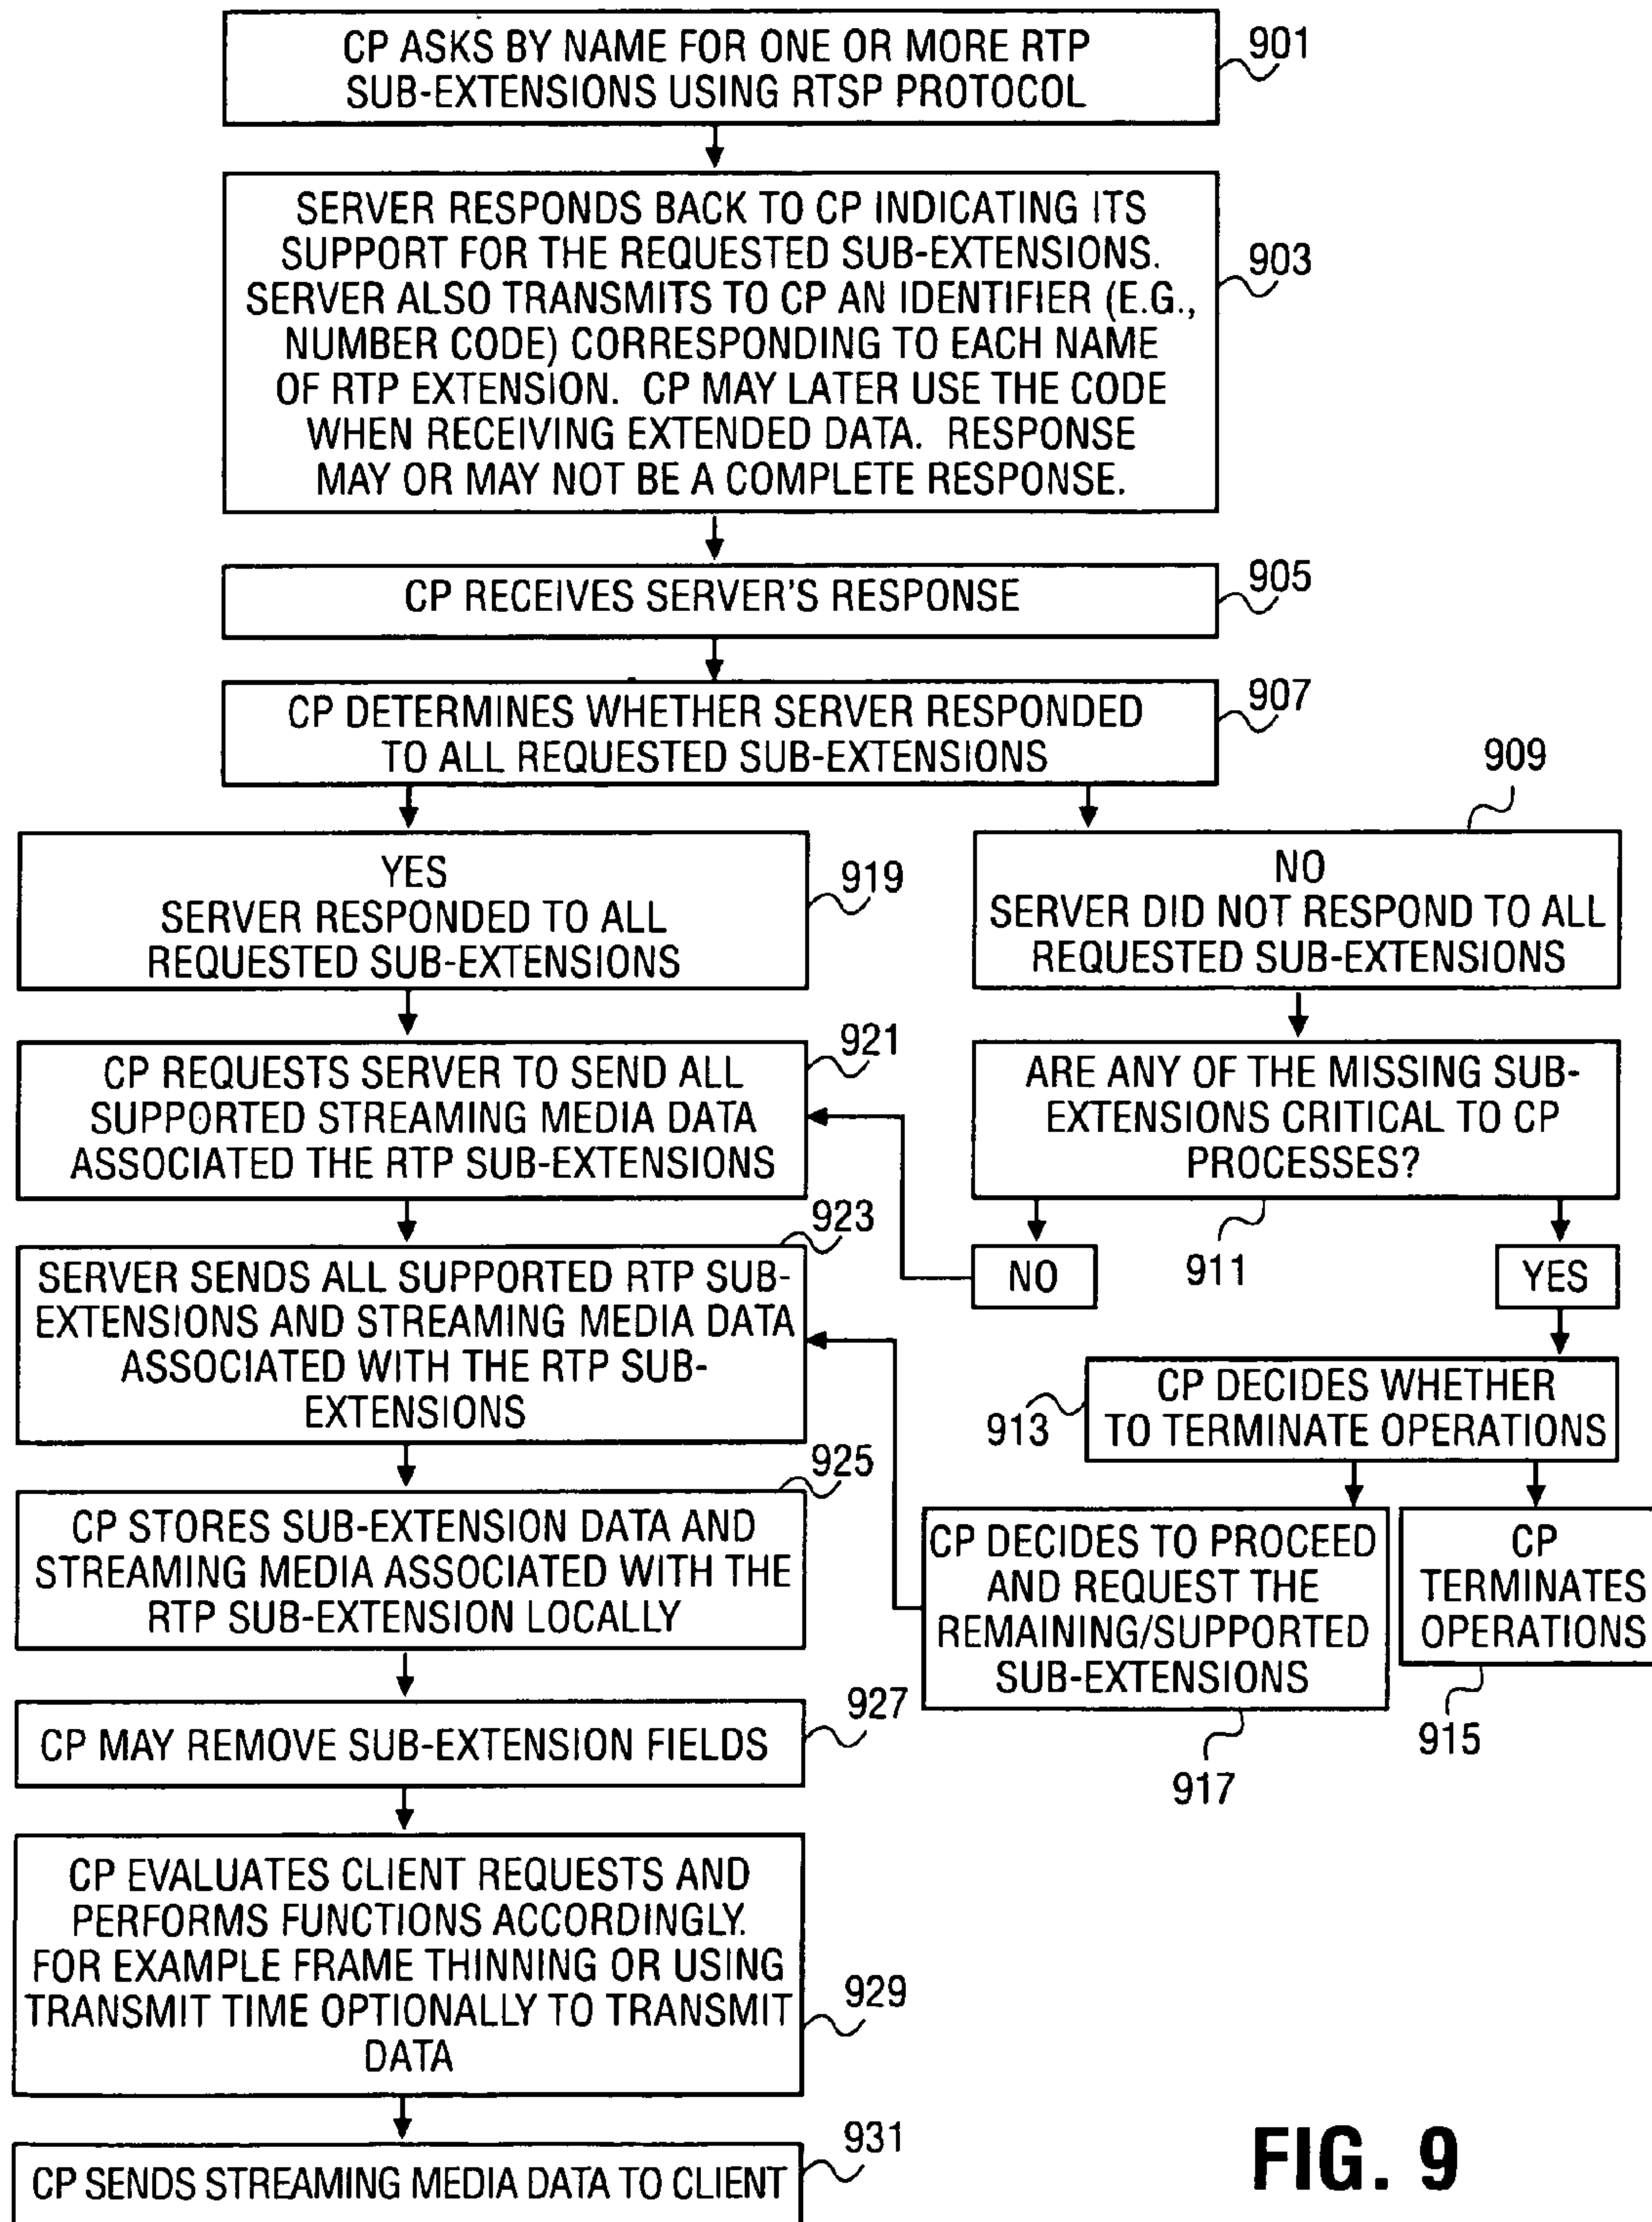 CP ASKS BY NAME FOR ONE OR MORE RTP
SUB-EXTENSIONS USING RTSP PROTOCOL
901
SERVER RESPONDS BACK TO CP INDICATING ITS
SUPPORT FOR THE REQUESTED SUB-EXTENSIONS.
SERVER ALSO TRANSMITS TO CP AN IDENTIFIER (E.G.,
NUMBER CODE) CORRESPONDING TO EACH NAME
OF RTP EXTENSION. CP MAY LATER USE THE CODE
WHEN RECEIVING EXTENDED DATA. RESPONSE
MAY OR MAY NOT BE A COMPLETE RESPONSE.
903
CP RECEIVES SERVER'S RESPONSE
905
CP DETERMINES WHETHER SERVER RESPONDED
TO ALL REQUESTED SUB-EXTENSIONS
907
YES
SERVER RESPONDED TO ALL
REQUESTED SUB-EXTENSIONS
919
909
NO
SERVER DID NOT RESPOND TO ALL
REQUESTED SUB-EXTENSIONS
CP REQUESTS SERVER TO SEND ALL
SUPPORTED STREAMING MEDIA DATA
ASSOCIATED THE RTP SUB-EXTENSIONS
921
ARE ANY OF THE MISSING SUB-
EXTENSIONS CRITICAL TO CP
PROCESSES?
911
NO
YES
923
SERVER SENDS ALL SUPPORTED RTP SUB-
EXTENSIONS AND STREAMING MEDIA DATA
ASSOCIATED WITH THE RTP SUB-
EXTENSIONS
CP DECIDES WHETHER
TO TERMINATE OPERATIONS
913
925
CP STORES SUB-EXTENSION DATA AND
STREAMING MEDIA ASSOCIATED WITH THE
RTP SUB-EXTENSION LOCALLY
CP DECIDES TO PROCEED
AND REQUEST THE
REMAINING/SUPPORTED
SUB-EXTENSIONS
917
CP
TERMINATES
OPERATIONS
915
CP MAY REMOVE SUB-EXTENSION FIELDS
927
CP EVALUATES CLIENT REQUESTS AND
PERFORMS FUNCTIONS ACCORDINGLY.
FOR EXAMPLE FRAME THINNING OR USING
TRANSMIT TIME OPTIONALLY TO TRANSMIT
DATA
929
CP SENDS STREAMING MEDIA DATA TO CLIENT
931
FIG. 9